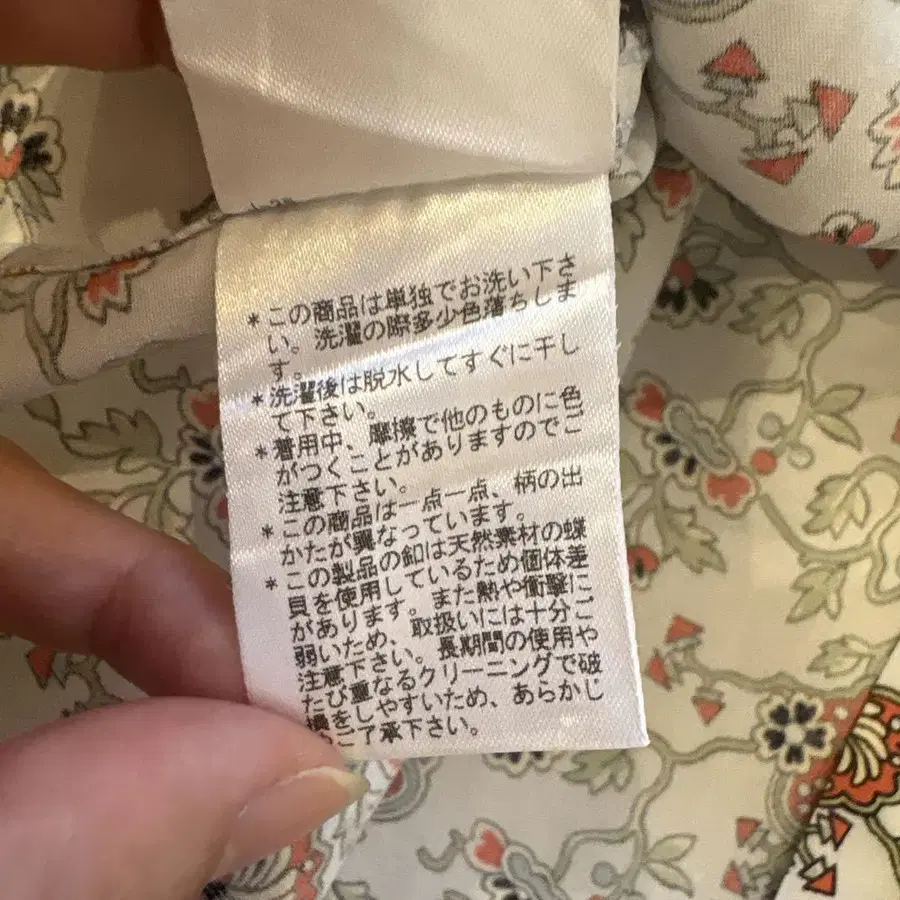 *この商品は単独でお洗い下さ
い。洗濯の際多少色落ちしま
す。
*洗濯後は脱水してすぐに干し
て下さい。
*着用中、摩擦で他のものに色
がつくことがありますのでご
注意下さい。
*この商品は一点一点、柄の出
かたが異なっています。
*この製品の釦は天然素材の蝶
貝を使用しているため個体差
があります。また熱や衝撃に
弱いため、取扱いには十分ご
注意下さい。長期間の使用や
たび重なるクリーニングで破
損をしやすいため、あらかじ
めご了承下さい。